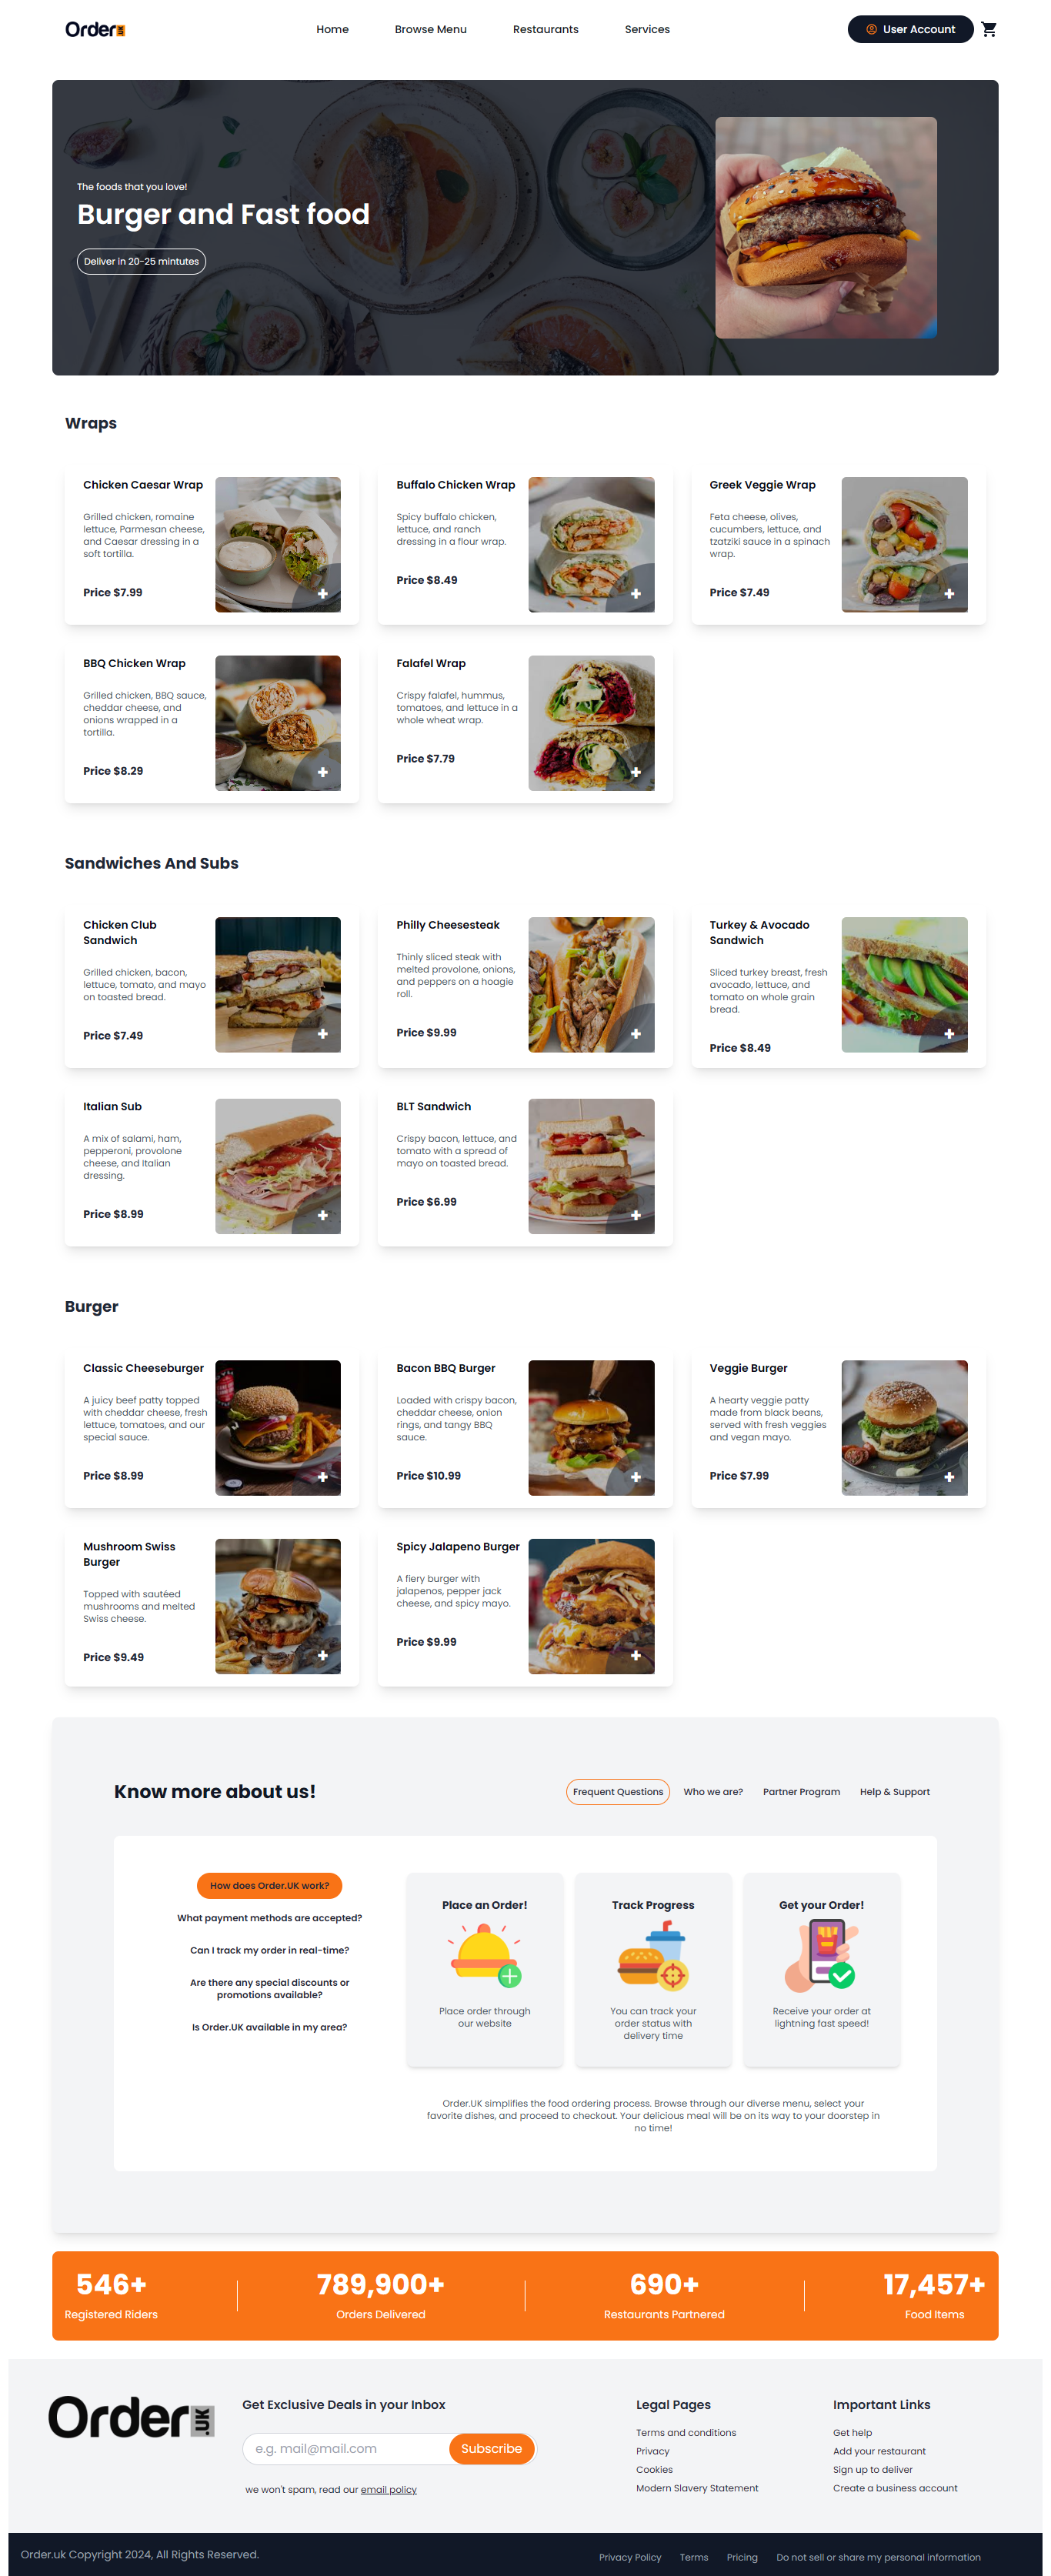 Order.UK
Home
Browse Menu
Restaurants
Services
User Account
The foods that you love!
Burger and Fast food
Deliver in 20-25 mintutes
Wraps
Chicken Caesar Wrap
Grilled chicken, romaine
lettuce, Parmesan cheese,
and Caesar dressing in a
soft tortilla.
Price $7.99
+
Buffalo Chicken Wrap
Spicy buffalo chicken,
lettuce, and ranch
dressing in a flour wrap.
Price $8.49
+
Greek Veggie Wrap
Feta cheese, olives,
cucumbers, lettuce, and
tzatziki sauce in a spinach
wrap.
Price $7.49
+
BBQ Chicken Wrap
Grilled chicken, BBQ sauce,
cheddar cheese, and
onions wrapped in a
tortilla.
Price $8.29
+
Falafel Wrap
Crispy falafel, hummus,
tomatoes, and lettuce in a
whole wheat wrap.
Price $7.79
+
Sandwiches And Subs
Chicken Club
Sandwich
Grilled chicken, bacon,
lettuce, tomato, and mayo
on toasted bread.
Price $7.49
+
Philly Cheesesteak
Thinly sliced steak with
melted provolone, onions,
and peppers on a hoagie
roll.
Price $9.99
+
Turkey & Avocado
Sandwich
Sliced turkey breast, fresh
avocado, lettuce, and
tomato on whole grain
bread.
Price $8.49
+
Italian Sub
A mix of salami, ham,
pepperoni, provolone
cheese, and Italian
dressing.
Price $8.99
+
BLT Sandwich
Crispy bacon, lettuce, and
tomato with a spread of
mayo on toasted bread.
Price $6.99
+
Burger
Classic Cheeseburger
A juicy beef patty topped
with cheddar cheese, fresh
lettuce, tomatoes, and our
special sauce.
Price $8.99
+
Bacon BBQ Burger
Loaded with crispy bacon,
cheddar cheese, onion
rings, and tangy BBQ
sauce.
Price $10.99
+
Veggie Burger
A hearty veggie patty
made from black beans,
served with fresh veggies
and vegan mayo.
Price $7.99
+
Mushroom Swiss
Burger
Topped with sautéed
mushrooms and melted
Swiss cheese.
Price $9.49
+
Spicy Jalapeno Burger
A fiery burger with
jalapenos, pepper jack
cheese, and spicy mayo.
Price $9.99
+
Know more about us!
Frequent Questions
Who we are?
Partner Program
Help & Support
How does Order.UK work?
What payment methods are accepted?
Can I track my order in real-time?
Are there any special discounts or
promotions available?
Is Order.UK available in my area?
Place an Order!
Place order through
our website
Track Progress
You can track your
order status with
delivery time
Get your Order!
Receive your order at
lightning fast speed!
Order.UK simplifies the food ordering process. Browse through our diverse menu, select your
favorite dishes, and proceed to checkout. Your delicious meal will be on its way to your doorstep in
no time!
546+
Registered Riders
789,900+
Orders Delivered
690+
Restaurants Partnered
17,457+
Food Items
Order.UK
Get Exclusive Deals in your Inbox
e.g. mail@mail.com
Subscribe
we won't spam, read our email policy
Legal Pages
Terms and conditions
Privacy
Cookies
Modern Slavery Statement
Important Links
Get help
Add your restaurant
Sign up to deliver
Create a business account
Order.uk Copyright 2024, All Rights Reserved.
Privacy Policy
Terms
Pricing
Do not sell or share my personal information